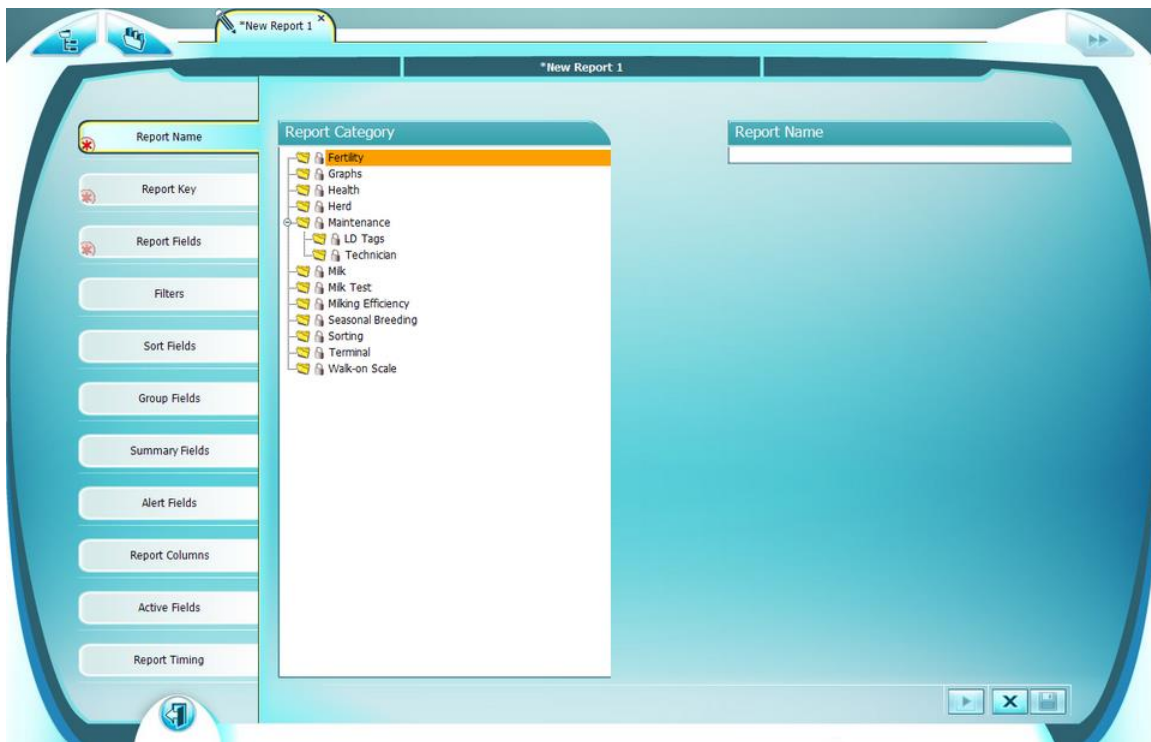 *New Report 1
*New Report 1
Report Name
Report Key
Report Fields
Filters
Sort Fields
Group Fields
Summary Fields
Alert Fields
Report Columns
Active Fields
Report Timing
Report Category
Fertility
Graphs
Health
Herd
Maintenance
LD Tags
Technician
Milk
Milk Test
Milking Efficiency
Seasonal Breeding
Sorting
Terminal
Walk-on Scale
Report Name